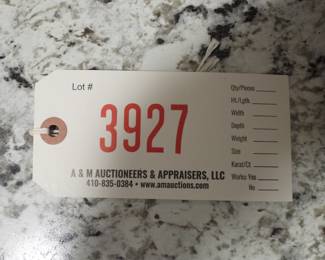 Lot #
3927
A & M AUCTIONEERS & APPRAISERS, LLC
410-835-0384 • www.amauctions.com
Qty/Pieces
Ht./Lgth
Width
Depth
Weight
Size
Karat/Ct
Works Yes
No